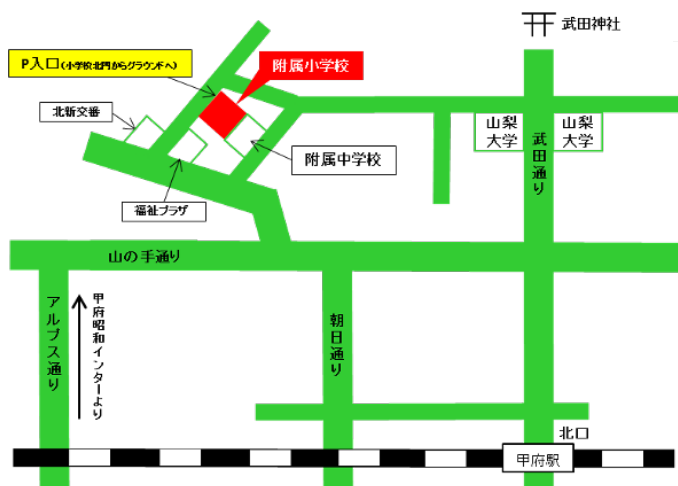 武田神社
P入口(小学校北門からグラウンドへ)
附属小学校
北新交番
山梨
大学
武田通り
山梨
大学
附属中学校
福祉プラザ
山の手通り
アルプス通り
甲府昭和インターより
朝日通り
北口
甲府駅